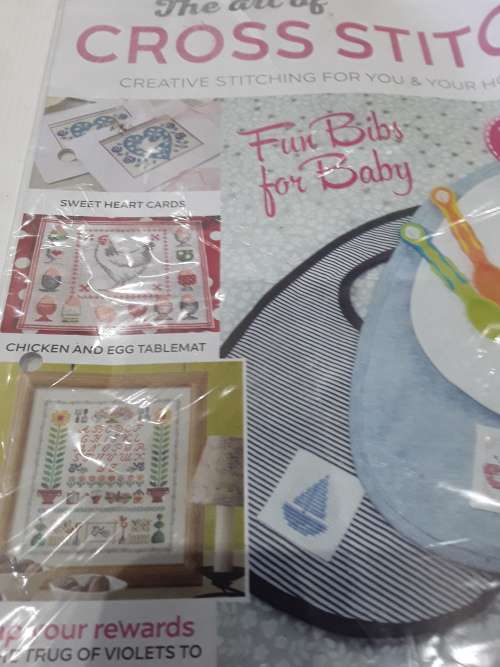 The art of
CROSS STITC
CREATIVE STITCHING FOR YOU & YOUR H
Fun Bibs
for Baby
SWEET HEART CARDS
CHICKEN AND EGG TABLEMAT
up your rewards
TRUG OF VIOLETS TO